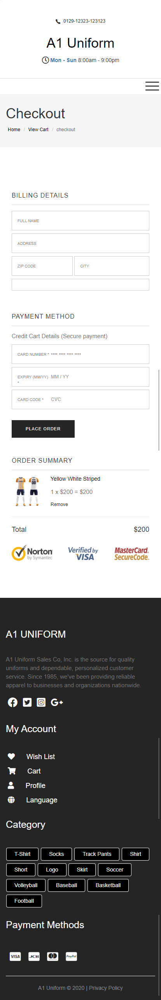 0129-12323-123123
A1 Uniform
Mon - Sun 8:00am - 9:00pm
Checkout
Home / View Cart / checkout
BILLING DETAILS
FULL NAME
ADDRESS
ZIP CODE CITY
PAYMENT METHOD
Credit Cart Details (Secure payment)
CARD NUMBER * •••• •••• •••• ••••
EXPIRY (MM/YY) MM / YY
*
CARD CODE * CVC
PLACE ORDER
ORDER SUMMARY
Yellow White Striped
00
1 x $200 = $200
Remove
Total $200
Norton
by Symantec
Verified by
VISA
MasterCard.
SecureCode.
A1 UNIFORM
A1 Uniform Sales Co, Inc. is the source for quality
uniforms and dependable, personalized customer
service. Since 1985, we've been providing reliable
apparel to businesses and organizations nationwide.
G+
My Account
Wish List
Cart
Profile
Language
Category
T-Shirt Socks Track Pants Shirt
Short Logo Skirt Soccer
Volleyball Baseball Basketball
Football
Payment Methods
VISA JCB PayPal
A1 Uniform © 2020 | Privacy Policy